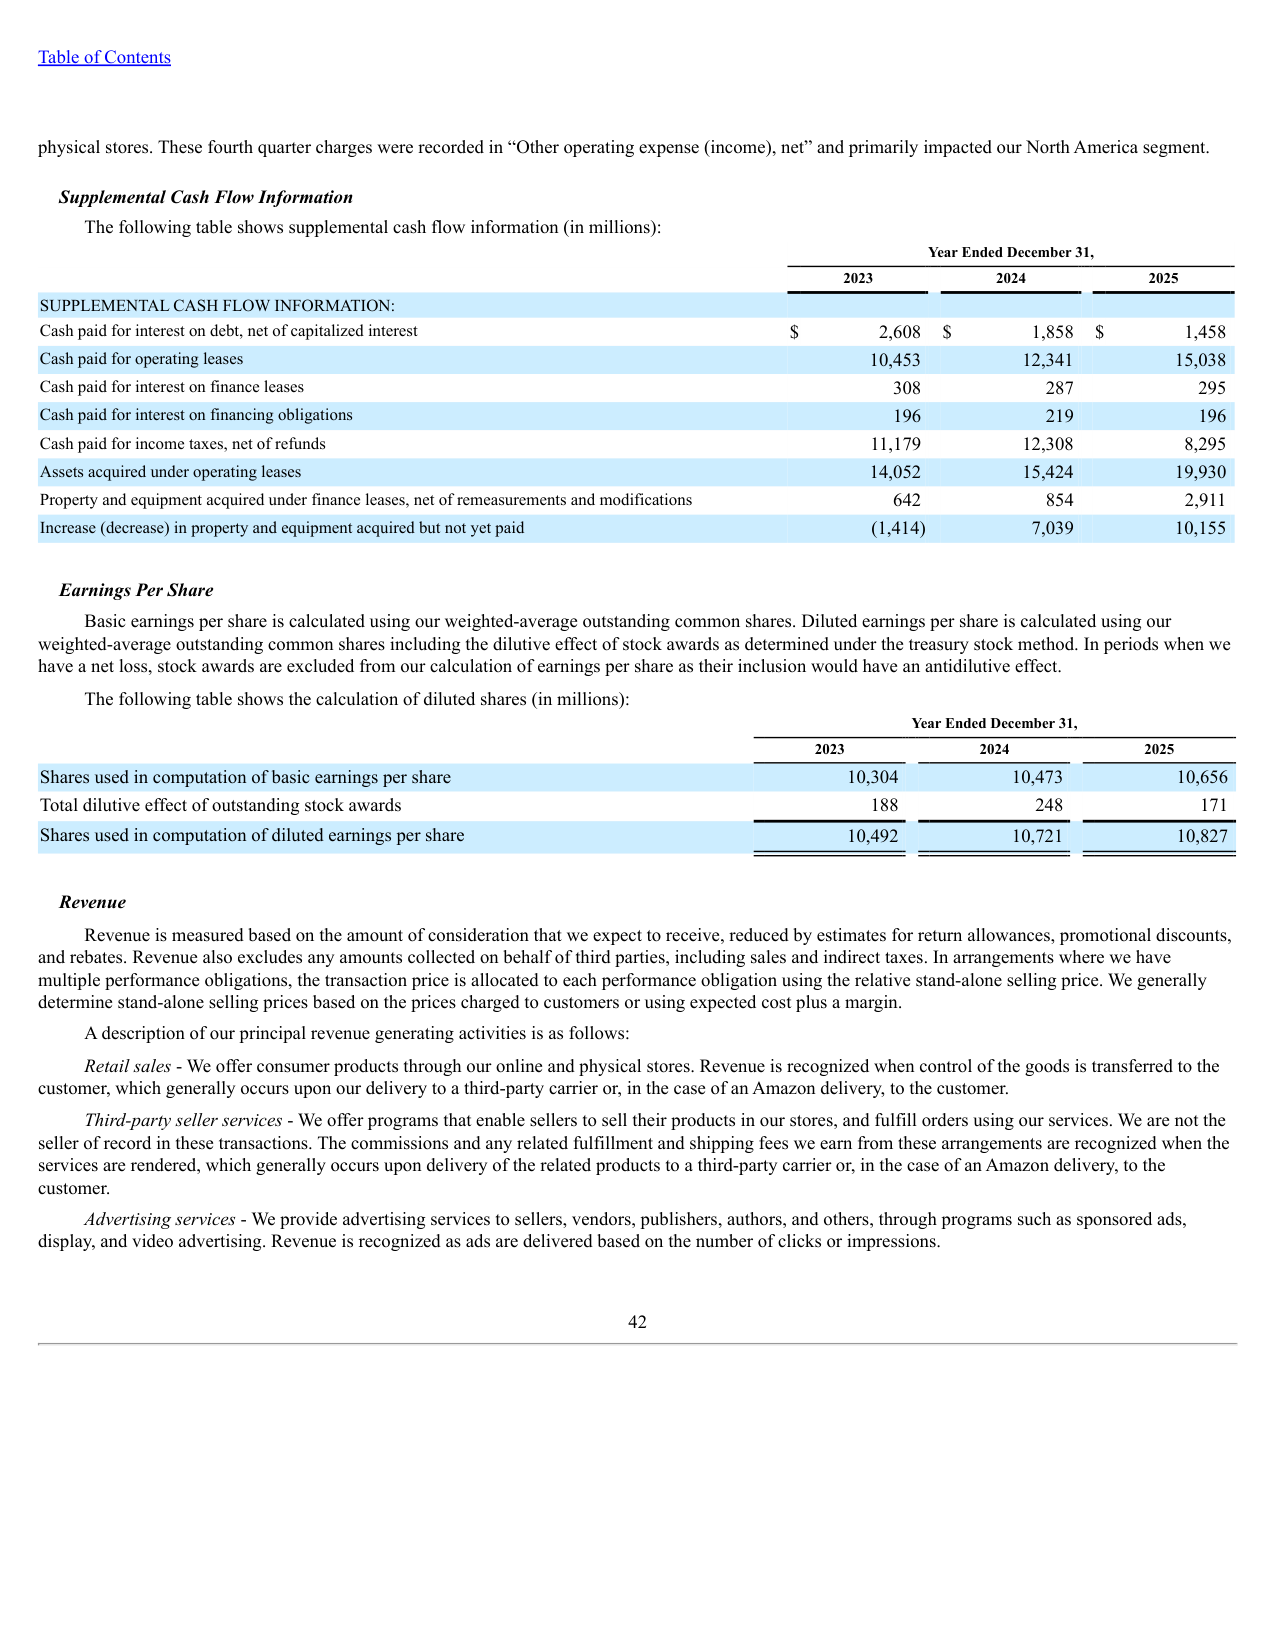 Table of Contents
physical stores. These fourth quarter charges were recorded in “Other operating expense (income), net” and primarily impacted our North America segment.
Supplemental Cash Flow Information
The following table shows supplemental cash flow information (in millions):
Year Ended December 31,
2023 2024 2025
SUPPLEMENTAL CASH FLOW INFORMATION:
Cash paid for interest on debt, net of capitalized interest $ 2,608 $ 1,858 $ 1,458
Cash paid for operating leases 10,453 12,341 15,038
Cash paid for interest on finance leases 308 287 295
Cash paid for interest on financing obligations 196 219 196
Cash paid for income taxes, net of refunds 11,179 12,308 8,295
Assets acquired under operating leases 14,052 15,424 19,930
Property and equipment acquired under finance leases, net of remeasurements and modifications 642 854 2,911
Increase (decrease) in property and equipment acquired but not yet paid (1,414) 7,039 10,155
Earnings Per Share
Basic earnings per share is calculated using our weighted-average outstanding common shares. Diluted earnings per share is calculated using our
weighted-average outstanding common shares including the dilutive effect of stock awards as determined under the treasury stock method. In periods when we
have a net loss, stock awards are excluded from our calculation of earnings per share as their inclusion would have an antidilutive effect.
The following table shows the calculation of diluted shares (in millions):
Year Ended December 31,
2023 2024 2025
Shares used in computation of basic earnings per share 10,304 10,473 10,656
Total dilutive effect of outstanding stock awards 188 248 171
Shares used in computation of diluted earnings per share 10,492 10,721 10,827
Revenue
Revenue is measured based on the amount of consideration that we expect to receive, reduced by estimates for return allowances, promotional discounts,
and rebates. Revenue also excludes any amounts collected on behalf of third parties, including sales and indirect taxes. In arrangements where we have
multiple performance obligations, the transaction price is allocated to each performance obligation using the relative stand-alone selling price. We generally
determine stand-alone selling prices based on the prices charged to customers or using expected cost plus a margin.
A description of our principal revenue generating activities is as follows:
Retail sales - We offer consumer products through our online and physical stores. Revenue is recognized when control of the goods is transferred to the
customer, which generally occurs upon our delivery to a third-party carrier or, in the case of an Amazon delivery, to the customer.
Third-party seller services - We offer programs that enable sellers to sell their products in our stores, and fulfill orders using our services. We are not the
seller of record in these transactions. The commissions and any related fulfillment and shipping fees we earn from these arrangements are recognized when the
services are rendered, which generally occurs upon delivery of the related products to a third-party carrier or, in the case of an Amazon delivery, to the
customer.
Advertising services - We provide advertising services to sellers, vendors, publishers, authors, and others, through programs such as sponsored ads,
display, and video advertising. Revenue is recognized as ads are delivered based on the number of clicks or impressions.
42